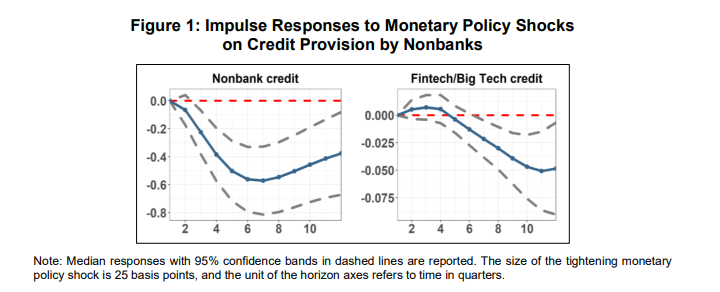 Figure 1: Impulse Responses to Monetary Policy Shocks
on Credit Provision by Nonbanks
Nonbank credit
0.0
-0.2
-0.4
-0.6
-0.8
2 4 6 8 10
Fintech/Big Tech credit
0.000
-0.025
-0.050
-0.075
2 4 6 8 10
Note: Median responses with 95% confidence bands in dashed lines are reported. The size of the tightening monetary
policy shock is 25 basis points, and the unit of the horizon axes refers to time in quarters.